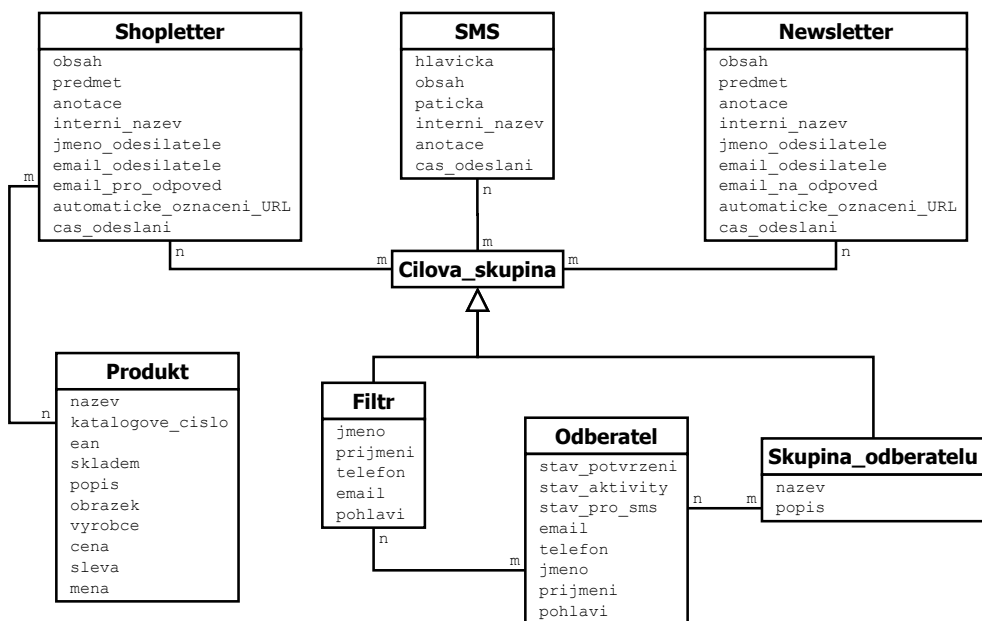 Shopletter
obsah
predmet
anotace
interni_nazev
jmeno_odesilatele
email_odesilatele
email_pro_odpoved
automaticke_oznaceni_URL
cas_odeslani
SMS
hlavicka
obsah
paticka
interni_nazev
anotace
cas_odeslani
Newsletter
obsah
predmet
anotace
interni_nazev
jmeno_odesilatele
email_odesilatele
email_na_odpoved
automaticke_oznaceni_URL
cas_odeslani
m
n
n
n
m
m
m
Cilova_skupina
Produkt
nazev
katalogove_cislo
ean
skladem
popis
obrazek
vyrobce
cena
sleva
mena
n
Filtr
jmeno
prijmeni
telefon
email
pohlavi
n
m
Odberatel
stav_potvrzeni
stav_aktivity
stav_pro_sms
email
telefon
jmeno
prijmeni
pohlavi
n
m
Skupina_odberatelu
nazev
popis